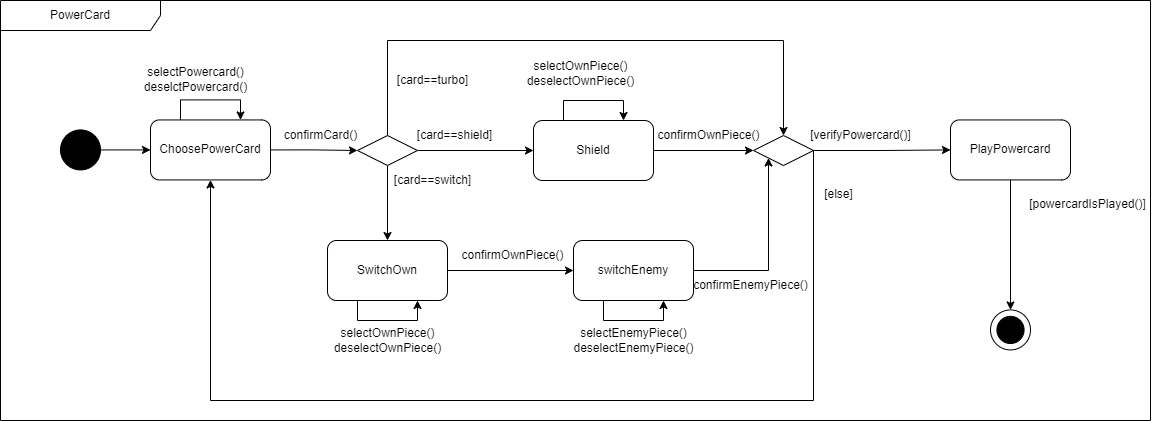 PowerCard
selectPowercard()
deselctPowercard()
ChoosePowerCard
confirmCard()
[card==turbo]
[card==shield]
[card==switch]
selectOwnPiece()
deselectOwnPiece()
Shield
confirmOwnPiece()
[verifyPowercard()]
[else]
PlayPowercard
[powercardIsPlayed()]
SwitchOwn
selectOwnPiece()
deselectOwnPiece()
confirmOwnPiece()
switchEnemy
selectEnemyPiece()
deselectEnemyPiece()
confirmEnemyPiece()